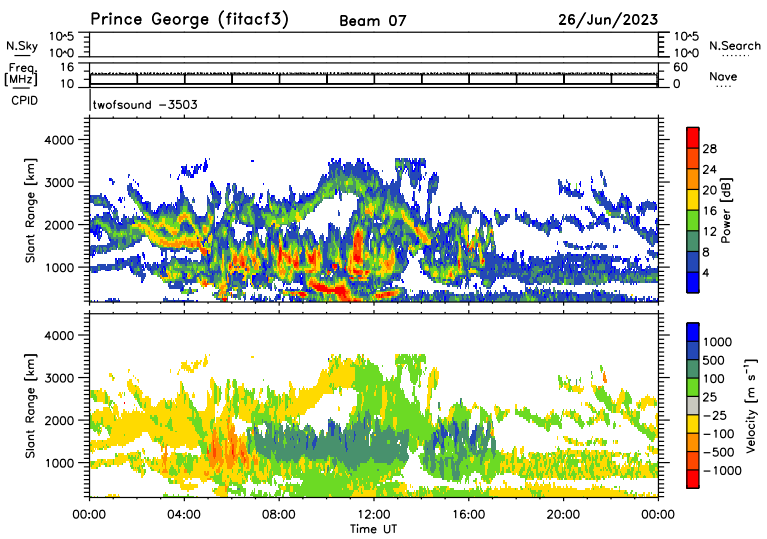 Prince George (fitacf3) Beam 07 26/Jun/2023
N.Sky 10^5 10^0 10^5 10^0 N.Search
Freq. [MHz] 16 10 60 0 Nave
CPID twofsound -3503
Slant Range [km] 4000 3000 2000 1000
Power [dB] 28 24 20 16 12 8 4
Slant Range [km] 4000 3000 2000 1000
Velocity [m s⁻¹] 1000 500 100 25 -25 -100 -500 -1000
00:00 04:00 08:00 12:00 16:00 20:00 00:00
Time UT